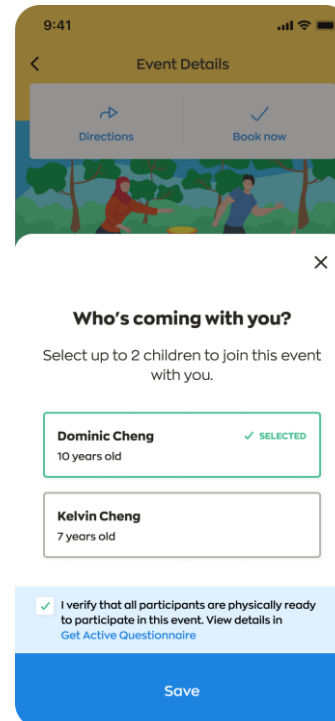 9:41
Event Details
Directions
Book now
Who's coming with you?
Select up to 2 children to join this event
with you.
Dominic Cheng
✓ SELECTED
10 years old
Kelvin Cheng
7 years old
I verify that all participants are physically ready
to participate in this event. View details in
Get Active Questionnaire
Save